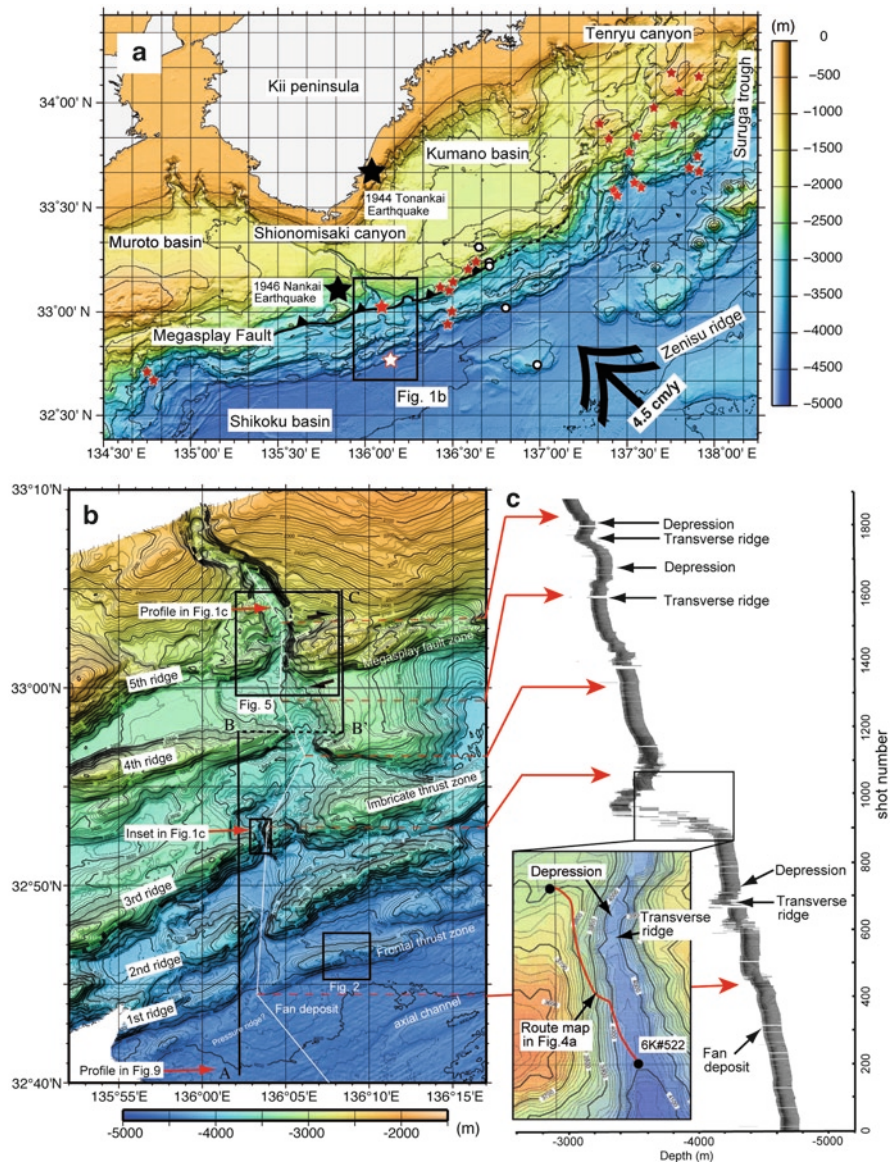 a
(m)
0
-500
-1000
-1500
-2000
-2500
-3000
-3500
-4000
-4500
-5000
Tenryu canyon
Suruga trough
Kii peninsula
Kumano basin
1944 Tonankai
Earthquake
Shionomisaki canyon
Muroto basin
1946 Nankai
Earthquake
Megasplay Fault
Zenisu ridge
4.5 cm/y
Fig. 1b
Shikoku basin
34˚00' N
33˚30' N
33˚00' N
32˚30' N
134˚30' E
135˚00' E
135˚30' E
136˚00' E
136˚30' E
137˚00' E
137˚30' E
138˚00' E
b
33°10' N
33°00' N
32°50' N
32°40' N
Profile in Fig.1c
C
Megasplay fault zone
5th ridge
Fig. 5
B
B'
4th ridge
Imbricate thrust zone
Inset in Fig.1c
3rd ridge
2nd ridge
Frontal thrust zone
Fig. 2
1st ridge
Fan deposit
Pressure ridge?
axial channel
Profile in Fig.9
A
135°55' E
136°00' E
136°05' E
136°10' E
136°15' E
-5000
-4000
-3000
-2000
(m)
c
Depression
Transverse ridge
Depression
Transverse ridge
Depression
Transverse
ridge
Fan
deposit
Depression
Transverse
ridge
Route map
in Fig.4a
6K#522
1800
1600
1400
1200
1000
800
600
400
200
0
shot number
-3000
-4000
-5200
Depth (m)